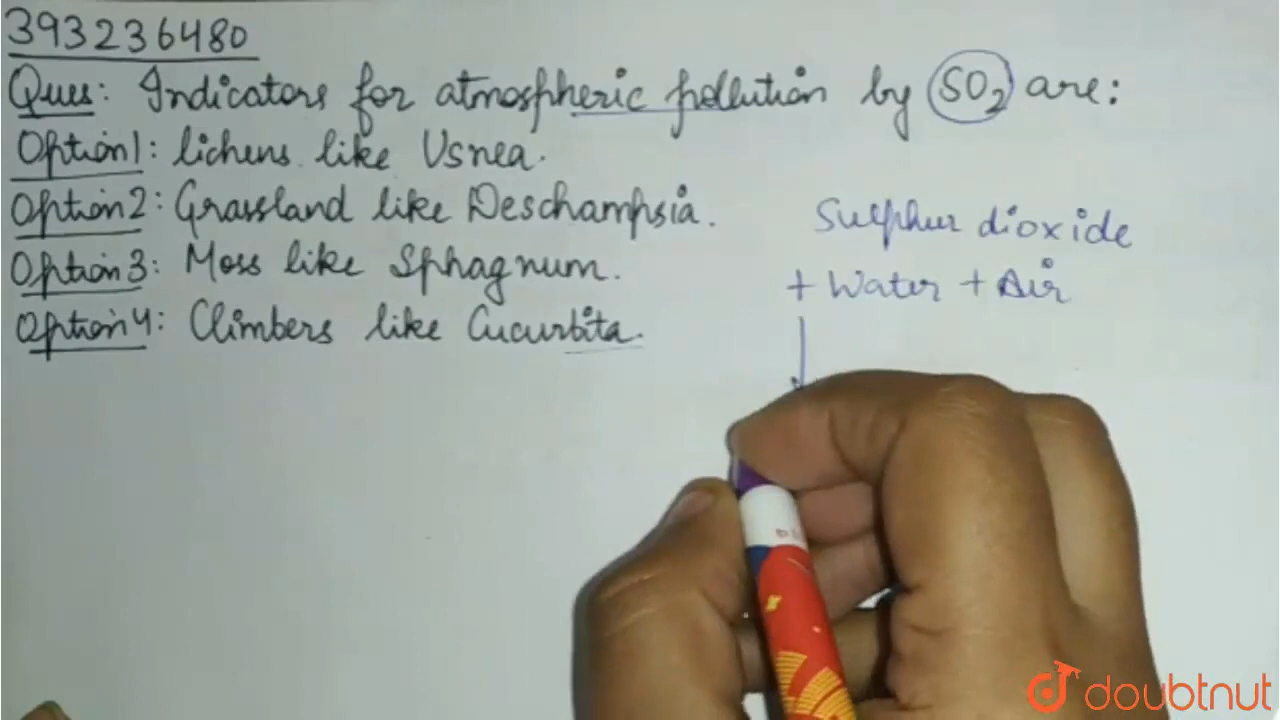 393236480
Ques: Indicators for atmospheric pollution by SO2 are:
Option1: lichens like Usnea.
Option2: Grassland like Deschampsia.
Option3: Moss like Sphagnum.
Option4: Climbers like Cucurbita.
Sulphur dioxide
+ Water + Air
doubtnut